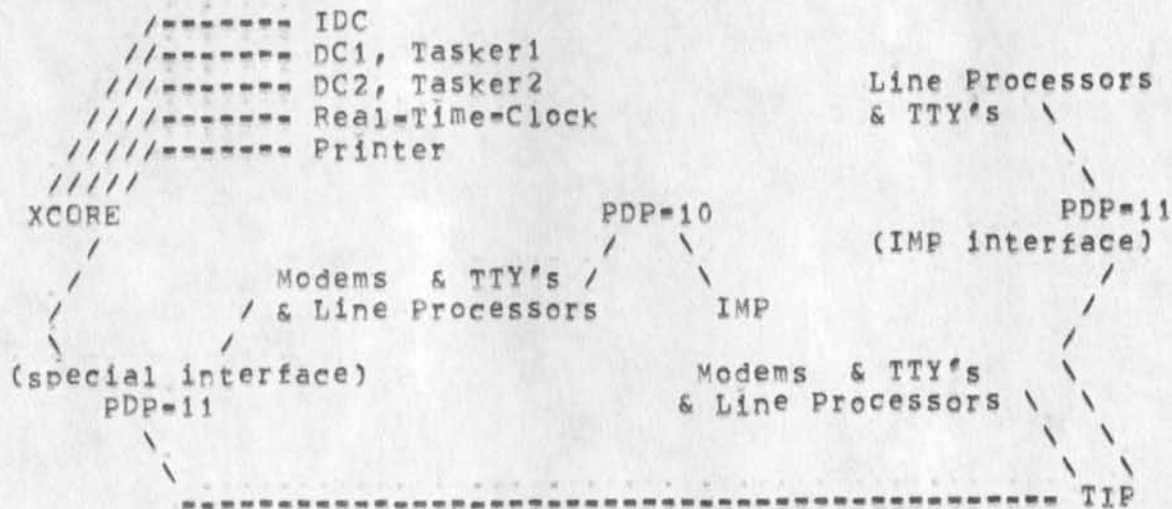 /------- IDC
//------- DC1, Tasker1
///------- DC2, Tasker2 Line Processors
////------- Real-Time-Clock & TTY's \
/////------- Printer \
///// \
XCORE PDP-10 PDP-11
/ / \ (IMP interface)
/ Modems & TTY's / \ /
/ / & Line Processors IMP /
\ / /
(special interface) Modems & TTY's \
PDP-11 & Line Processors \ \
\ \ \
\ \ \
------------------------------------------- TIP